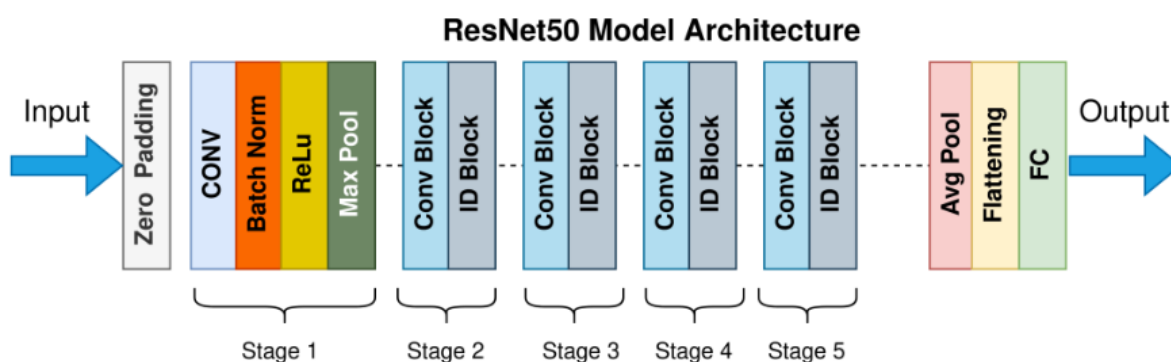 ResNet50 Model Architecture
Input
Zero Padding
CONV
Batch Norm
ReLu
Max Pool
Conv Block
ID Block
Conv Block
ID Block
Conv Block
ID Block
Conv Block
ID Block
Avg Pool
Flattening
FC
Output
Stage 1
Stage 2
Stage 3
Stage 4
Stage 5